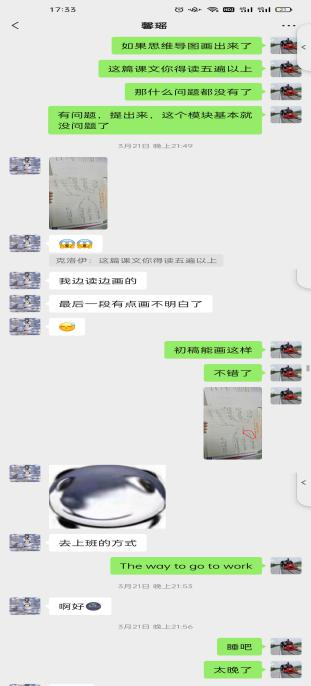 17:33
馨瑶
如果思维导图画出来了
这篇课文你得读五遍以上
那什么问题都没有了
有问题，提出来，这个模块基本就
没问题了
3月21日 晚上21:49
克洛伊：这篇课文你得读五遍以上
我边读边画的
最后一段有点画不明白了
初稿能画这样
不错了
去上班的方式
The way to go to work
3月21日 晚上21:53
啊好🌚
3月21日 晚上21:56
睡吧
太晚了